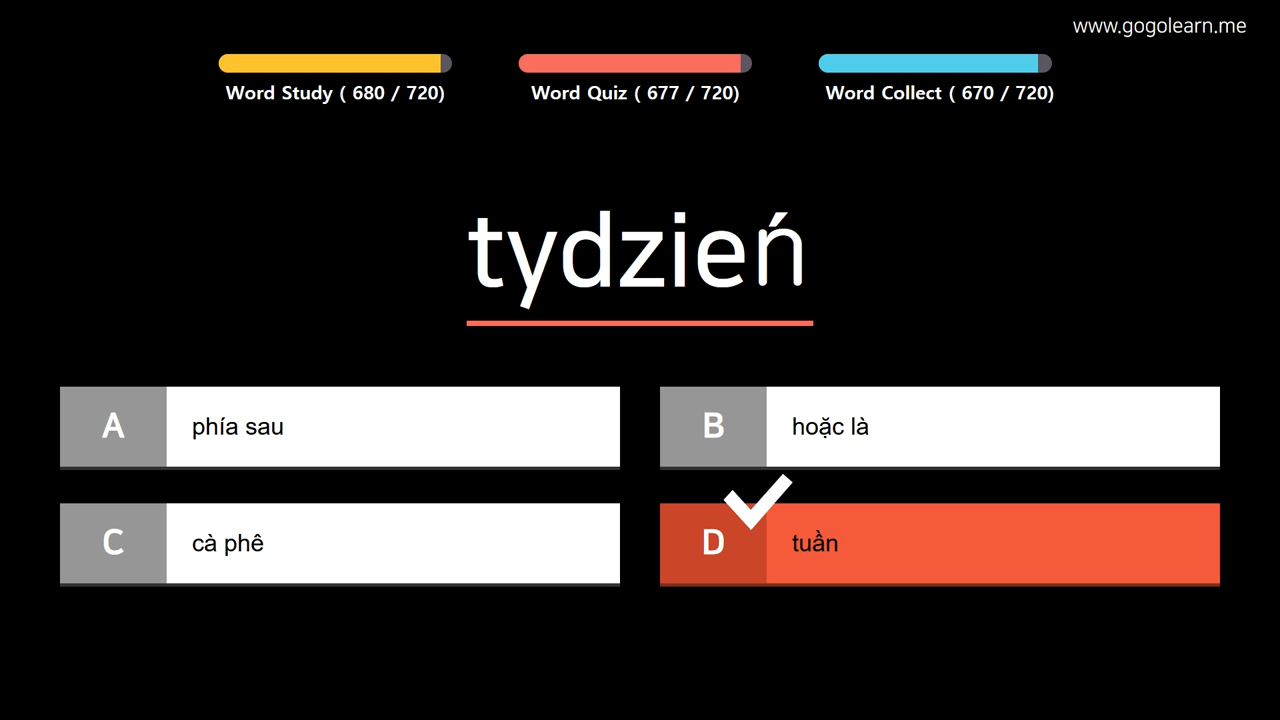 www.gogolearn.me
Word Study ( 680 / 720)
Word Quiz ( 677 / 720)
Word Collect ( 670 / 720)
tydzień
A
phía sau
B
hoặc là
C
cà phê
D
tuần